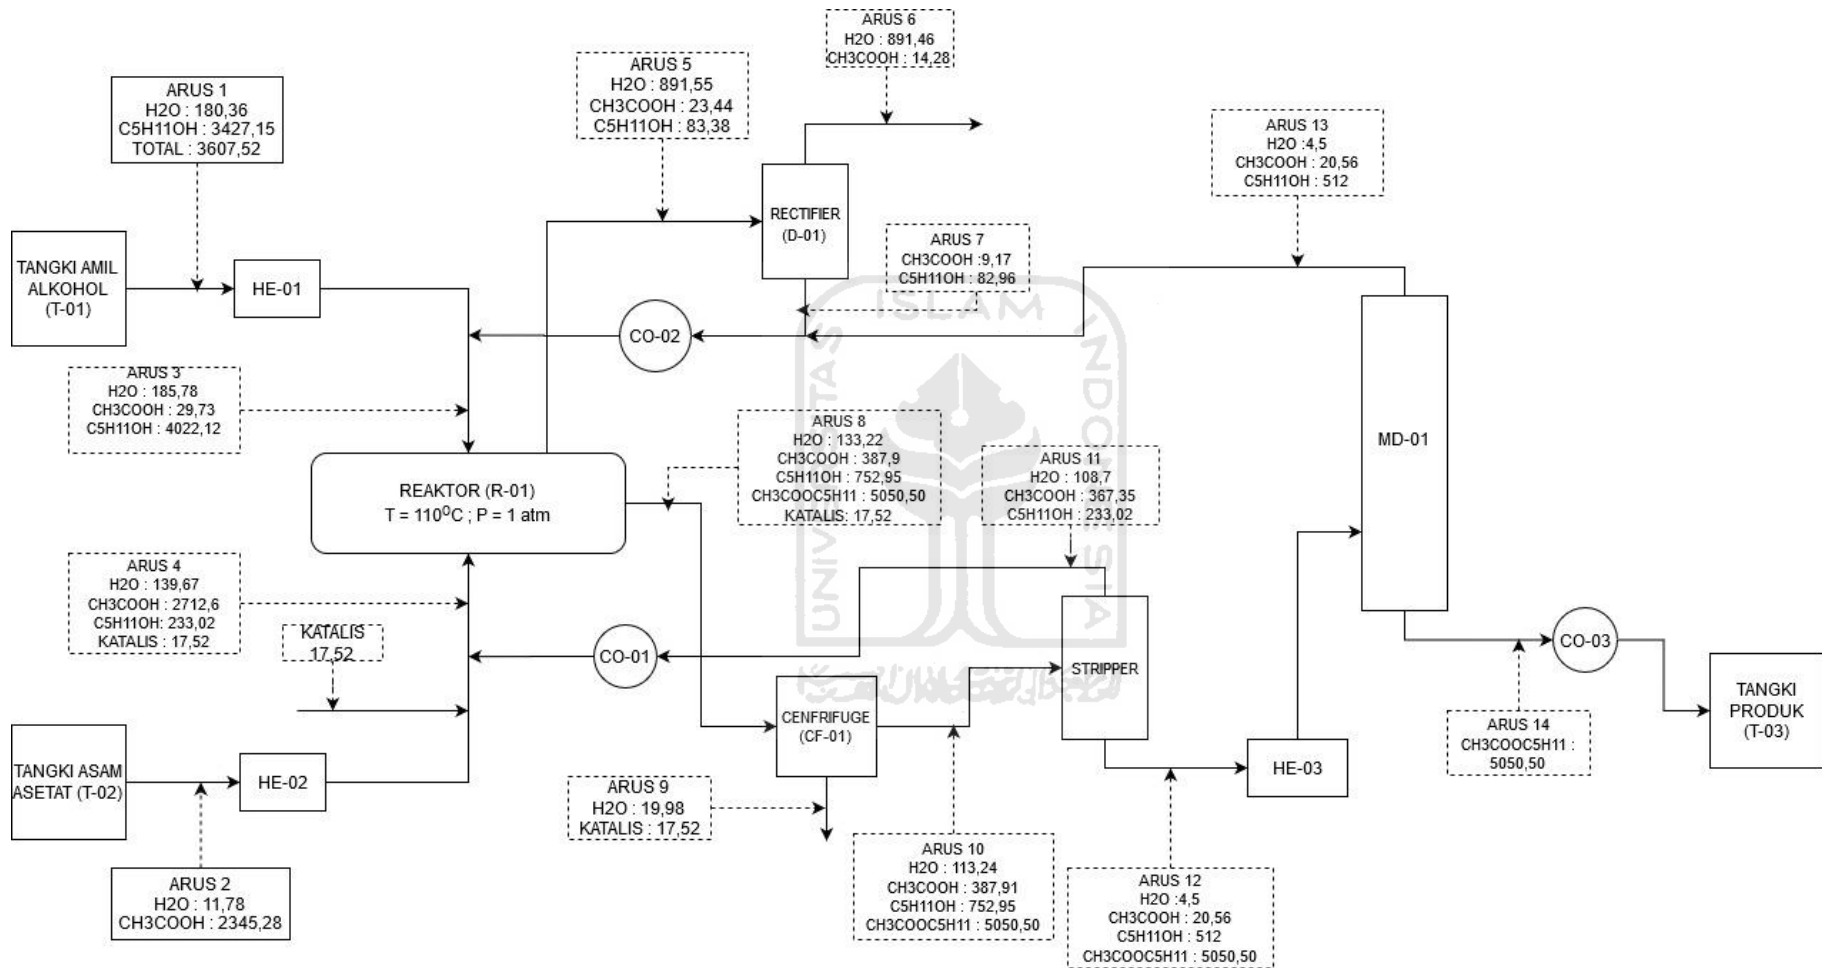 ARUS 6
H2O : 891,46
CH3COOH : 14,28
ARUS 5
H2O : 891,55
CH3COOH : 23,44
C5H11OH : 83,38
ARUS 1
H2O : 180,36
C5H11OH : 3427,15
TOTAL : 3607,52
ARUS 13
H2O :4,5
CH3COOH : 20,56
C5H11OH : 512
RECTIFIER
(D-01)
ARUS 7
CH3COOH :9,17
C5H11OH : 82,96
TANGKI AMIL
ALKOHOL
(T-01)
HE-01
CO-02
ARUS 3
H2O : 185,78
CH3COOH : 29,73
C5H11OH : 4022,12
MD-01
ARUS 8
H2O : 133,22
CH3COOH : 387,9
C5H11OH : 752,95
CH3COOC5H11 : 5050,50
KATALIS: 17,52
ARUS 11
H2O : 108,7
CH3COOH : 367,35
C5H11OH : 233,02
REAKTOR (R-01)
T = 110⁰C ; P = 1 atm
ARUS 4
H2O : 139,67
CH3COOH : 2712,6
C5H11OH: 233,02
KATALIS : 17,52
KATALIS
17,52
CO-01
STRIPPER
CO-03
TANGKI
PRODUK
(T-03)
CENFRIFUGE
(CF-01)
ARUS 14
CH3COOC5H11 :
5050,50
TANGKI ASAM
ASETAT (T-02)
HE-02
HE-03
ARUS 9
H2O : 19,98
KATALIS : 17,52
ARUS 2
H2O : 11,78
CH3COOH : 2345,28
ARUS 10
H2O : 113,24
CH3COOH : 387,91
C5H11OH : 752,95
CH3COOC5H11 : 5050,50
ARUS 12
H2O :4,5
CH3COOH : 20,56
C5H11OH : 512
CH3COOC5H11 : 5050,50
UNIVERSITAS
ISLAM
INDONESIA